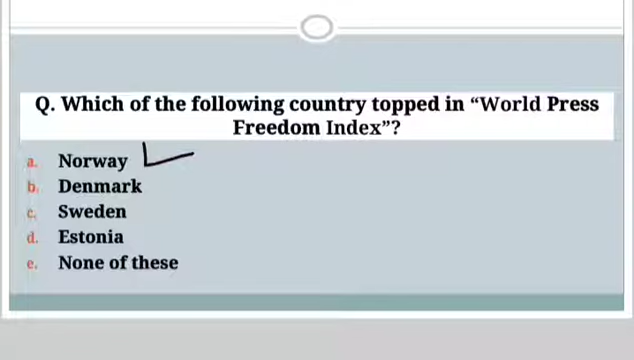 Q. Which of the following country topped in “World Press
Freedom Index”?
a. Norway
b. Denmark
c. Sweden
d. Estonia
e. None of these